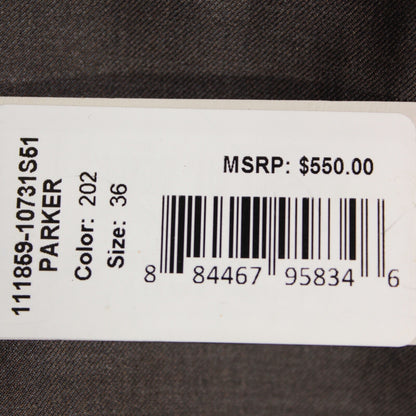 111859-10731S51
PARKER
Color: 202
Size: 36
MSRP: $550.00
8 84467 95834 6